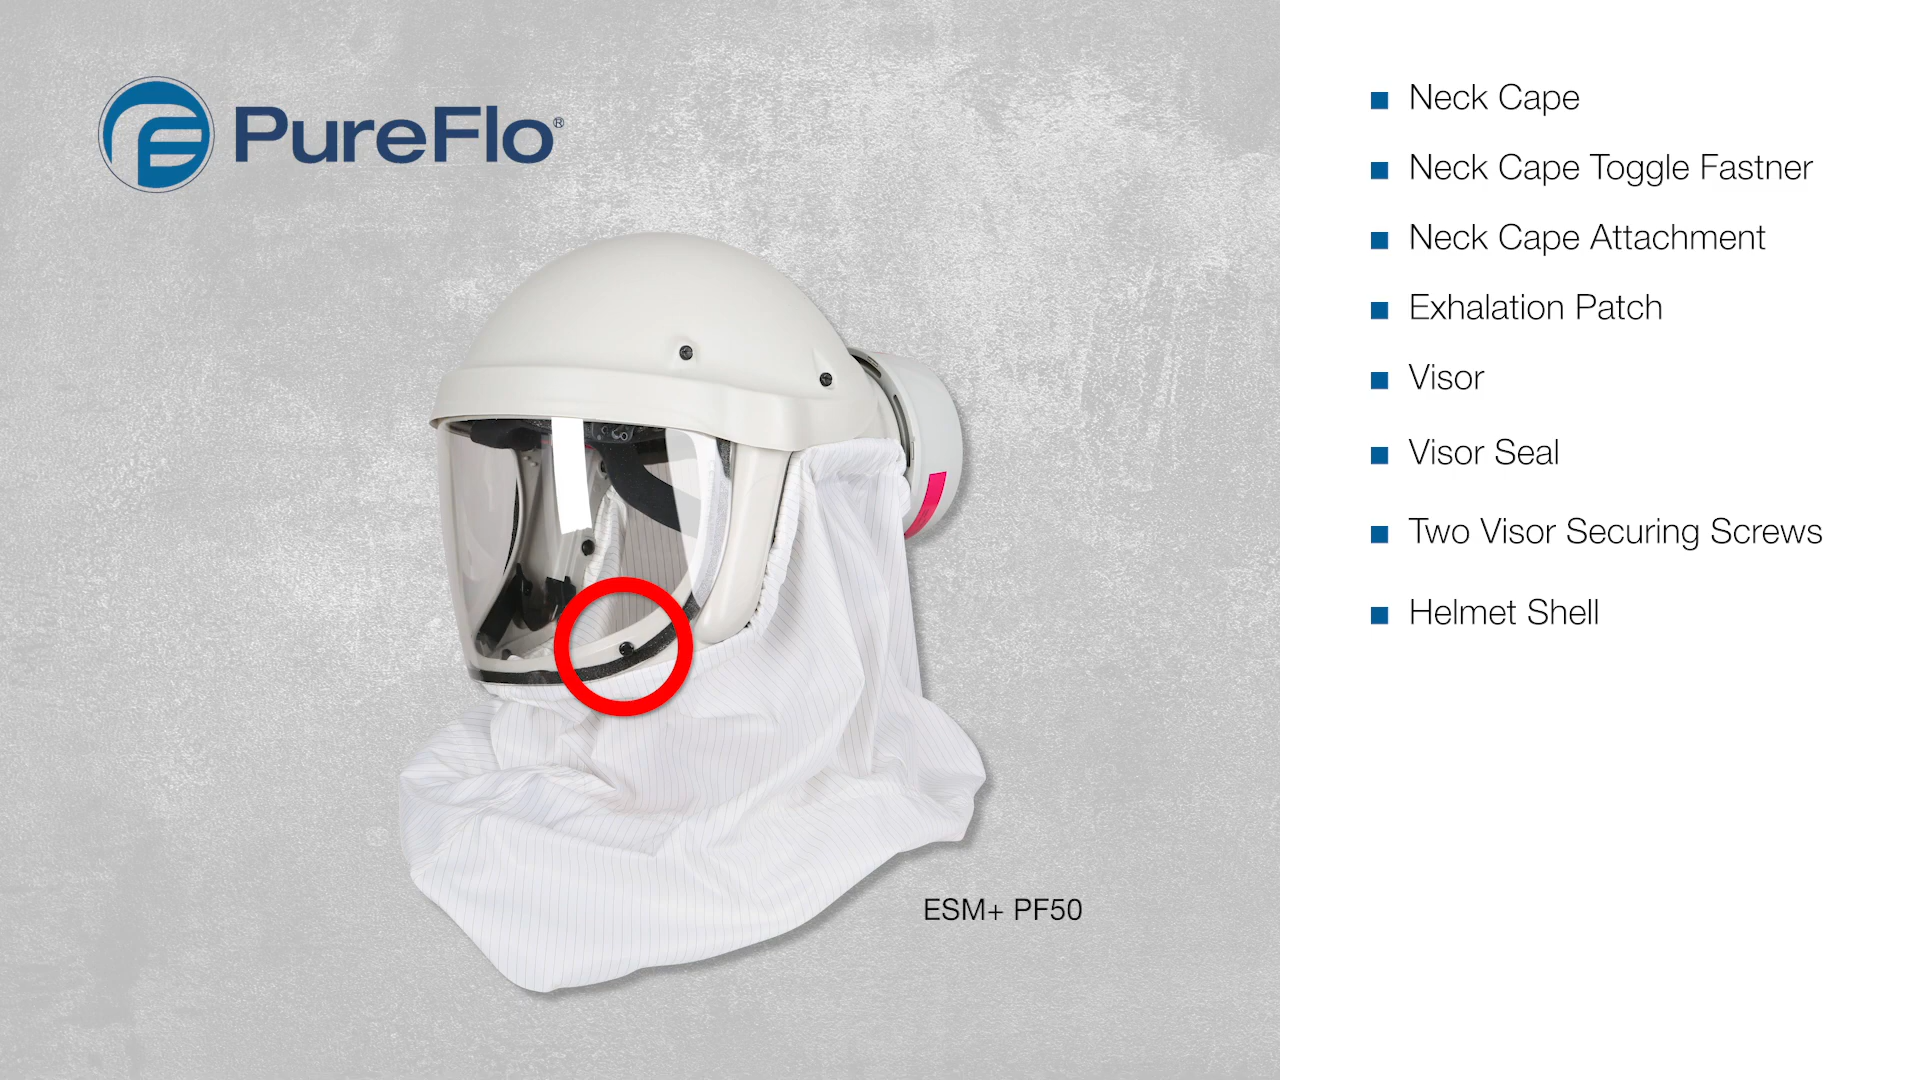 PureFlo®
ESM+ PF50
Neck Cape
Neck Cape Toggle Fastner
Neck Cape Attachment
Exhalation Patch
Visor
Visor Seal
Two Visor Securing Screws
Helmet Shell